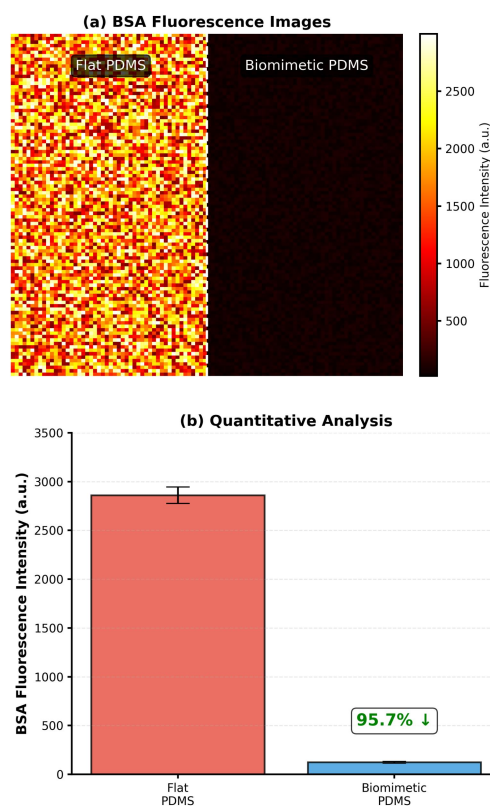 (a) BSA Fluorescence Images
Flat PDMS
Biomimetic PDMS
2500
2000
1500
1000
500
Fluorescence Intensity (a.u.)
(b) Quantitative Analysis
3500
3000
2500
2000
1500
1000
500
0
BSA Fluorescence Intensity (a.u.)
95.7% ↓
Flat
PDMS
Biomimetic
PDMS